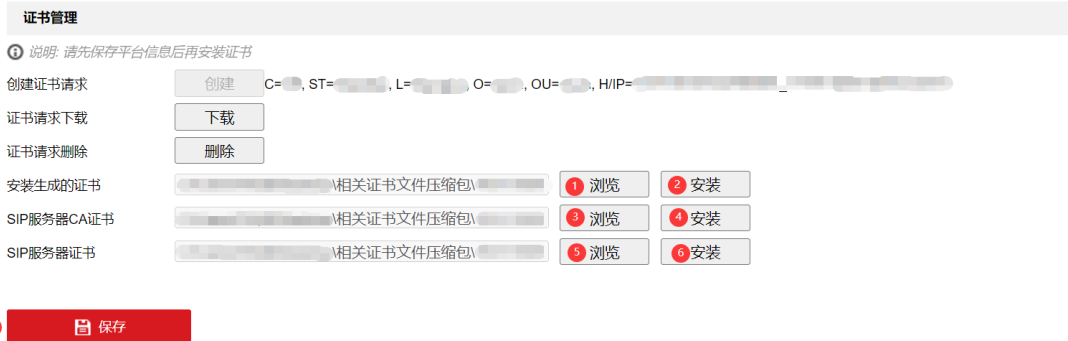 证书管理
说明: 请先保存平台信息后再安装证书
创建证书请求 创建 C= , ST= , L= , O= , OU= , H/IP= _
证书请求下载 下载
证书请求删除 删除
安装生成的证书 \相关证书文件压缩包\ 1 浏览 2 安装
SIP服务器CA证书 \相关证书文件压缩包\ 3 浏览 4 安装
SIP服务器证书 \相关证书文件压缩包\ 5 浏览 6 安装
保存